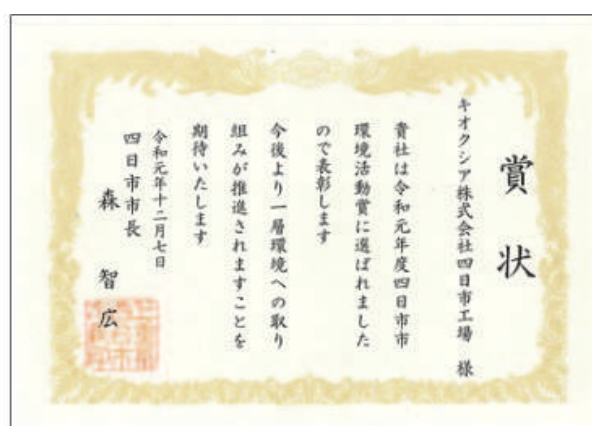 賞状
キオクシア株式会社四日市工場 様
貴社は令和元年度四日市市
環境活動賞に選ばれました
ので表彰します
今後より一層環境への取り
組みが推進されますことを
期待いたします
令和元年十二月七日
四日市市長
森 智広